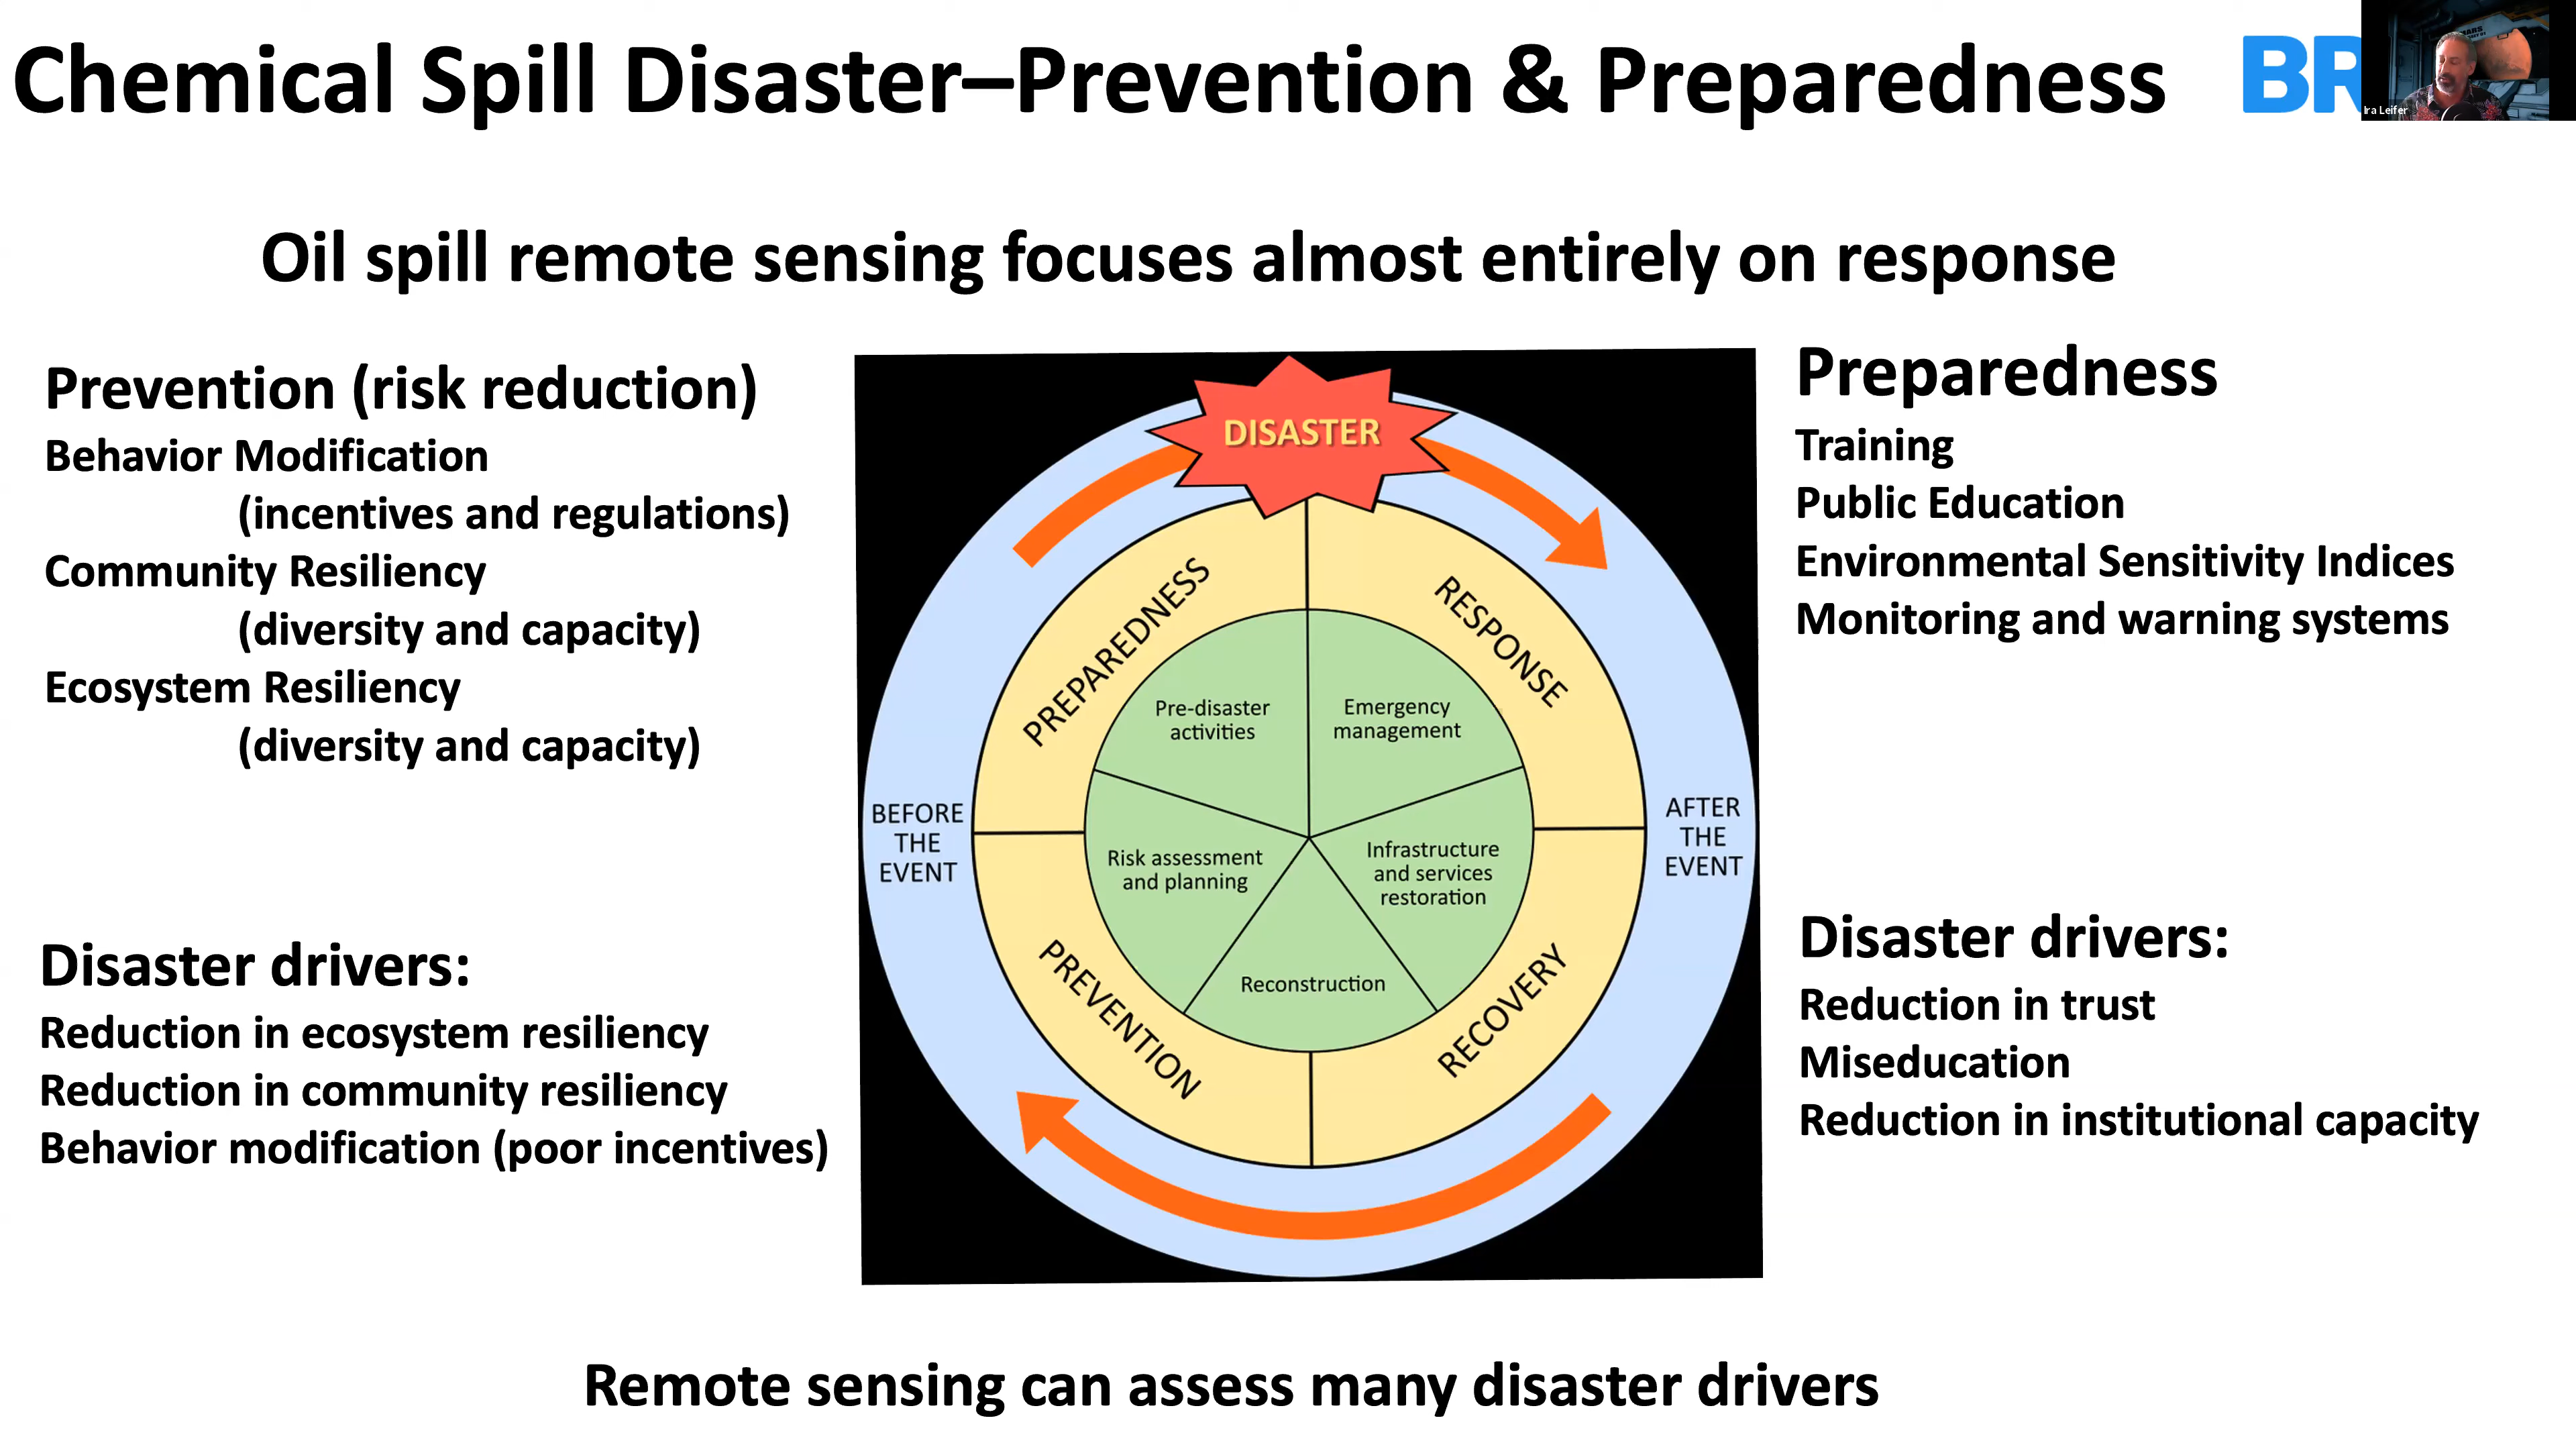 Chemical Spill Disaster–Prevention & Preparedness
BR
Ira Leifer
Oil spill remote sensing focuses almost entirely on response
Prevention (risk reduction)
Behavior Modification
(incentives and regulations)
Community Resiliency
(diversity and capacity)
Ecosystem Resiliency
(diversity and capacity)
Disaster drivers:
Reduction in ecosystem resiliency
Reduction in community resiliency
Behavior modification (poor incentives)
DISASTER
PREPAREDNESS
RESPONSE
Pre-disaster
activities
Emergency
management
BEFORE
THE
EVENT
AFTER
THE
EVENT
Risk assessment
and planning
Infrastructure
and services
restoration
Reconstruction
PREVENTION
RECOVERY
Preparedness
Training
Public Education
Environmental Sensitivity Indices
Monitoring and warning systems
Disaster drivers:
Reduction in trust
Miseducation
Reduction in institutional capacity
Remote sensing can assess many disaster drivers